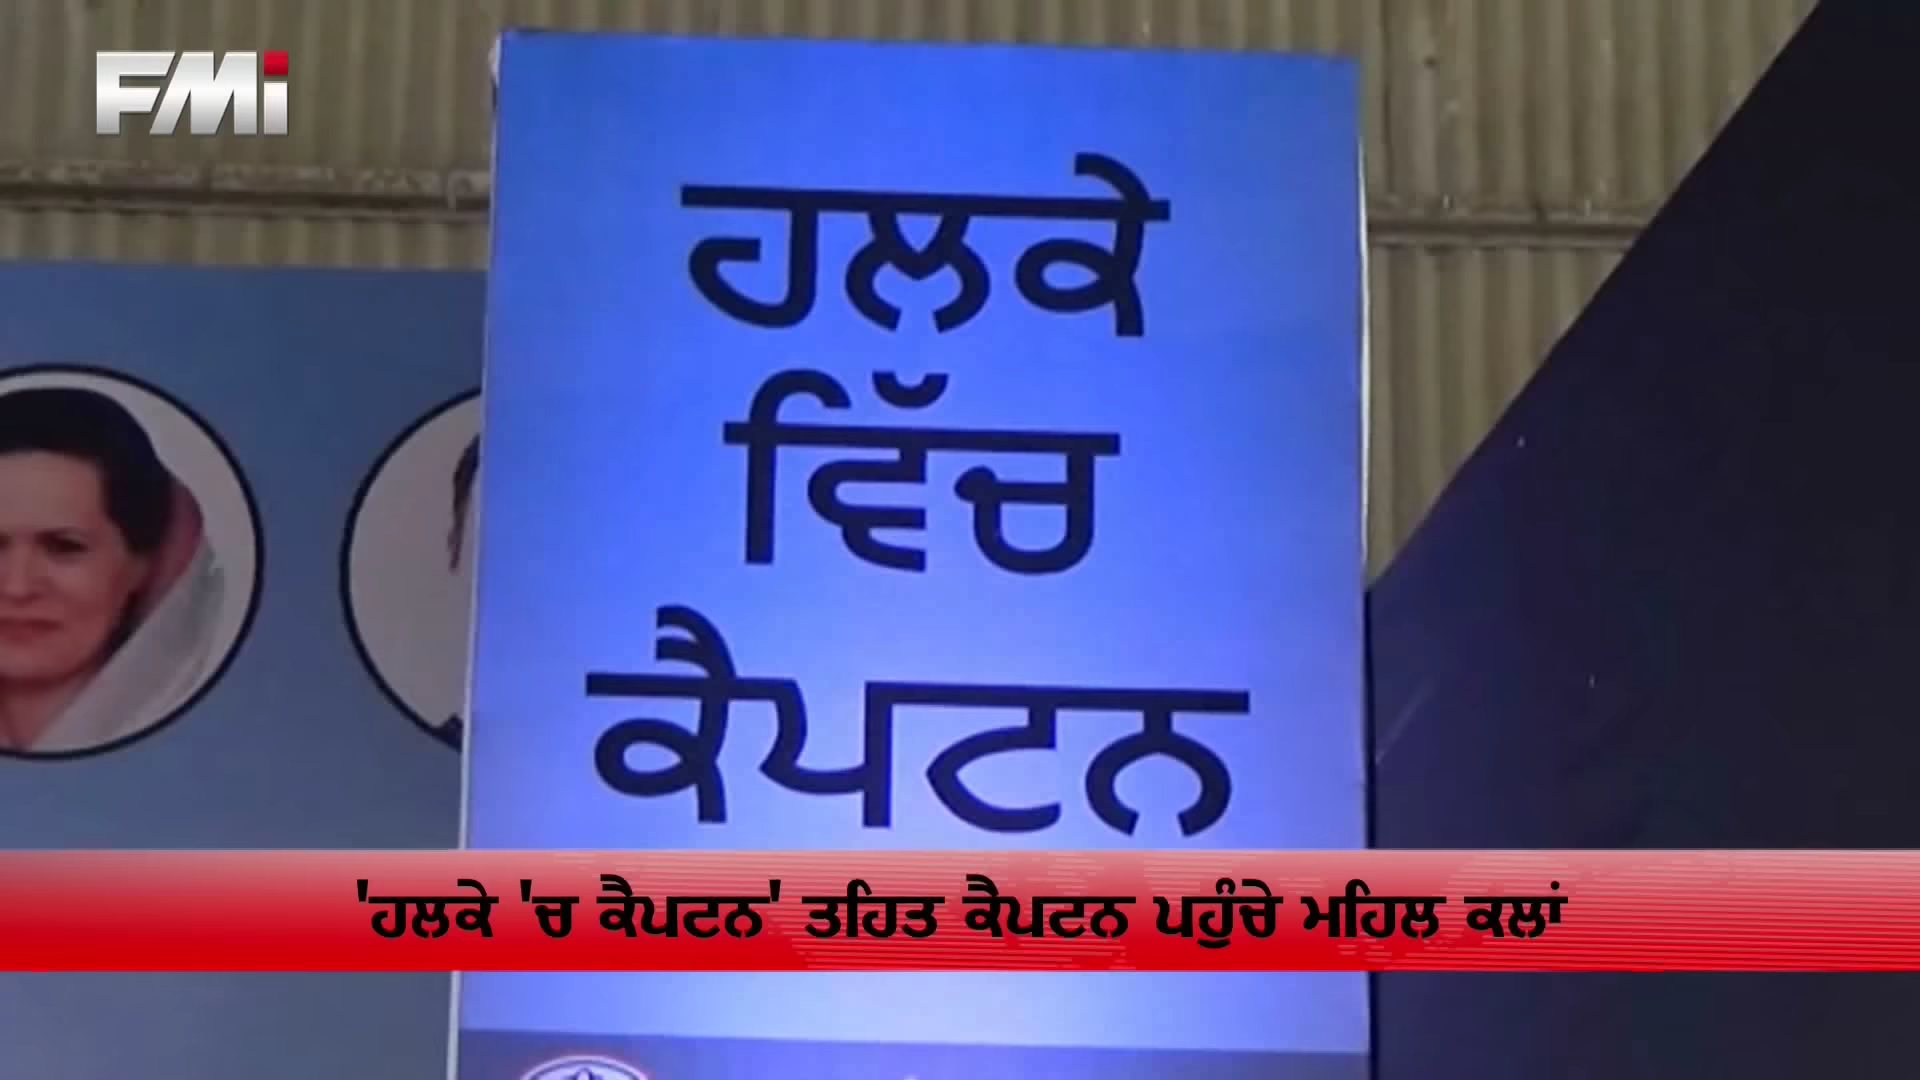 FMi
ਹਲਕੇ
ਵਿੱਚ
ਕੈਪਟਨ
'ਹਲਕੇ 'ਚ ਕੈਪਟਨ' ਤਹਿਤ ਕੈਪਟਨ ਪਹੁੰਚੇ ਮਹਿਲ ਕਲਾਂ